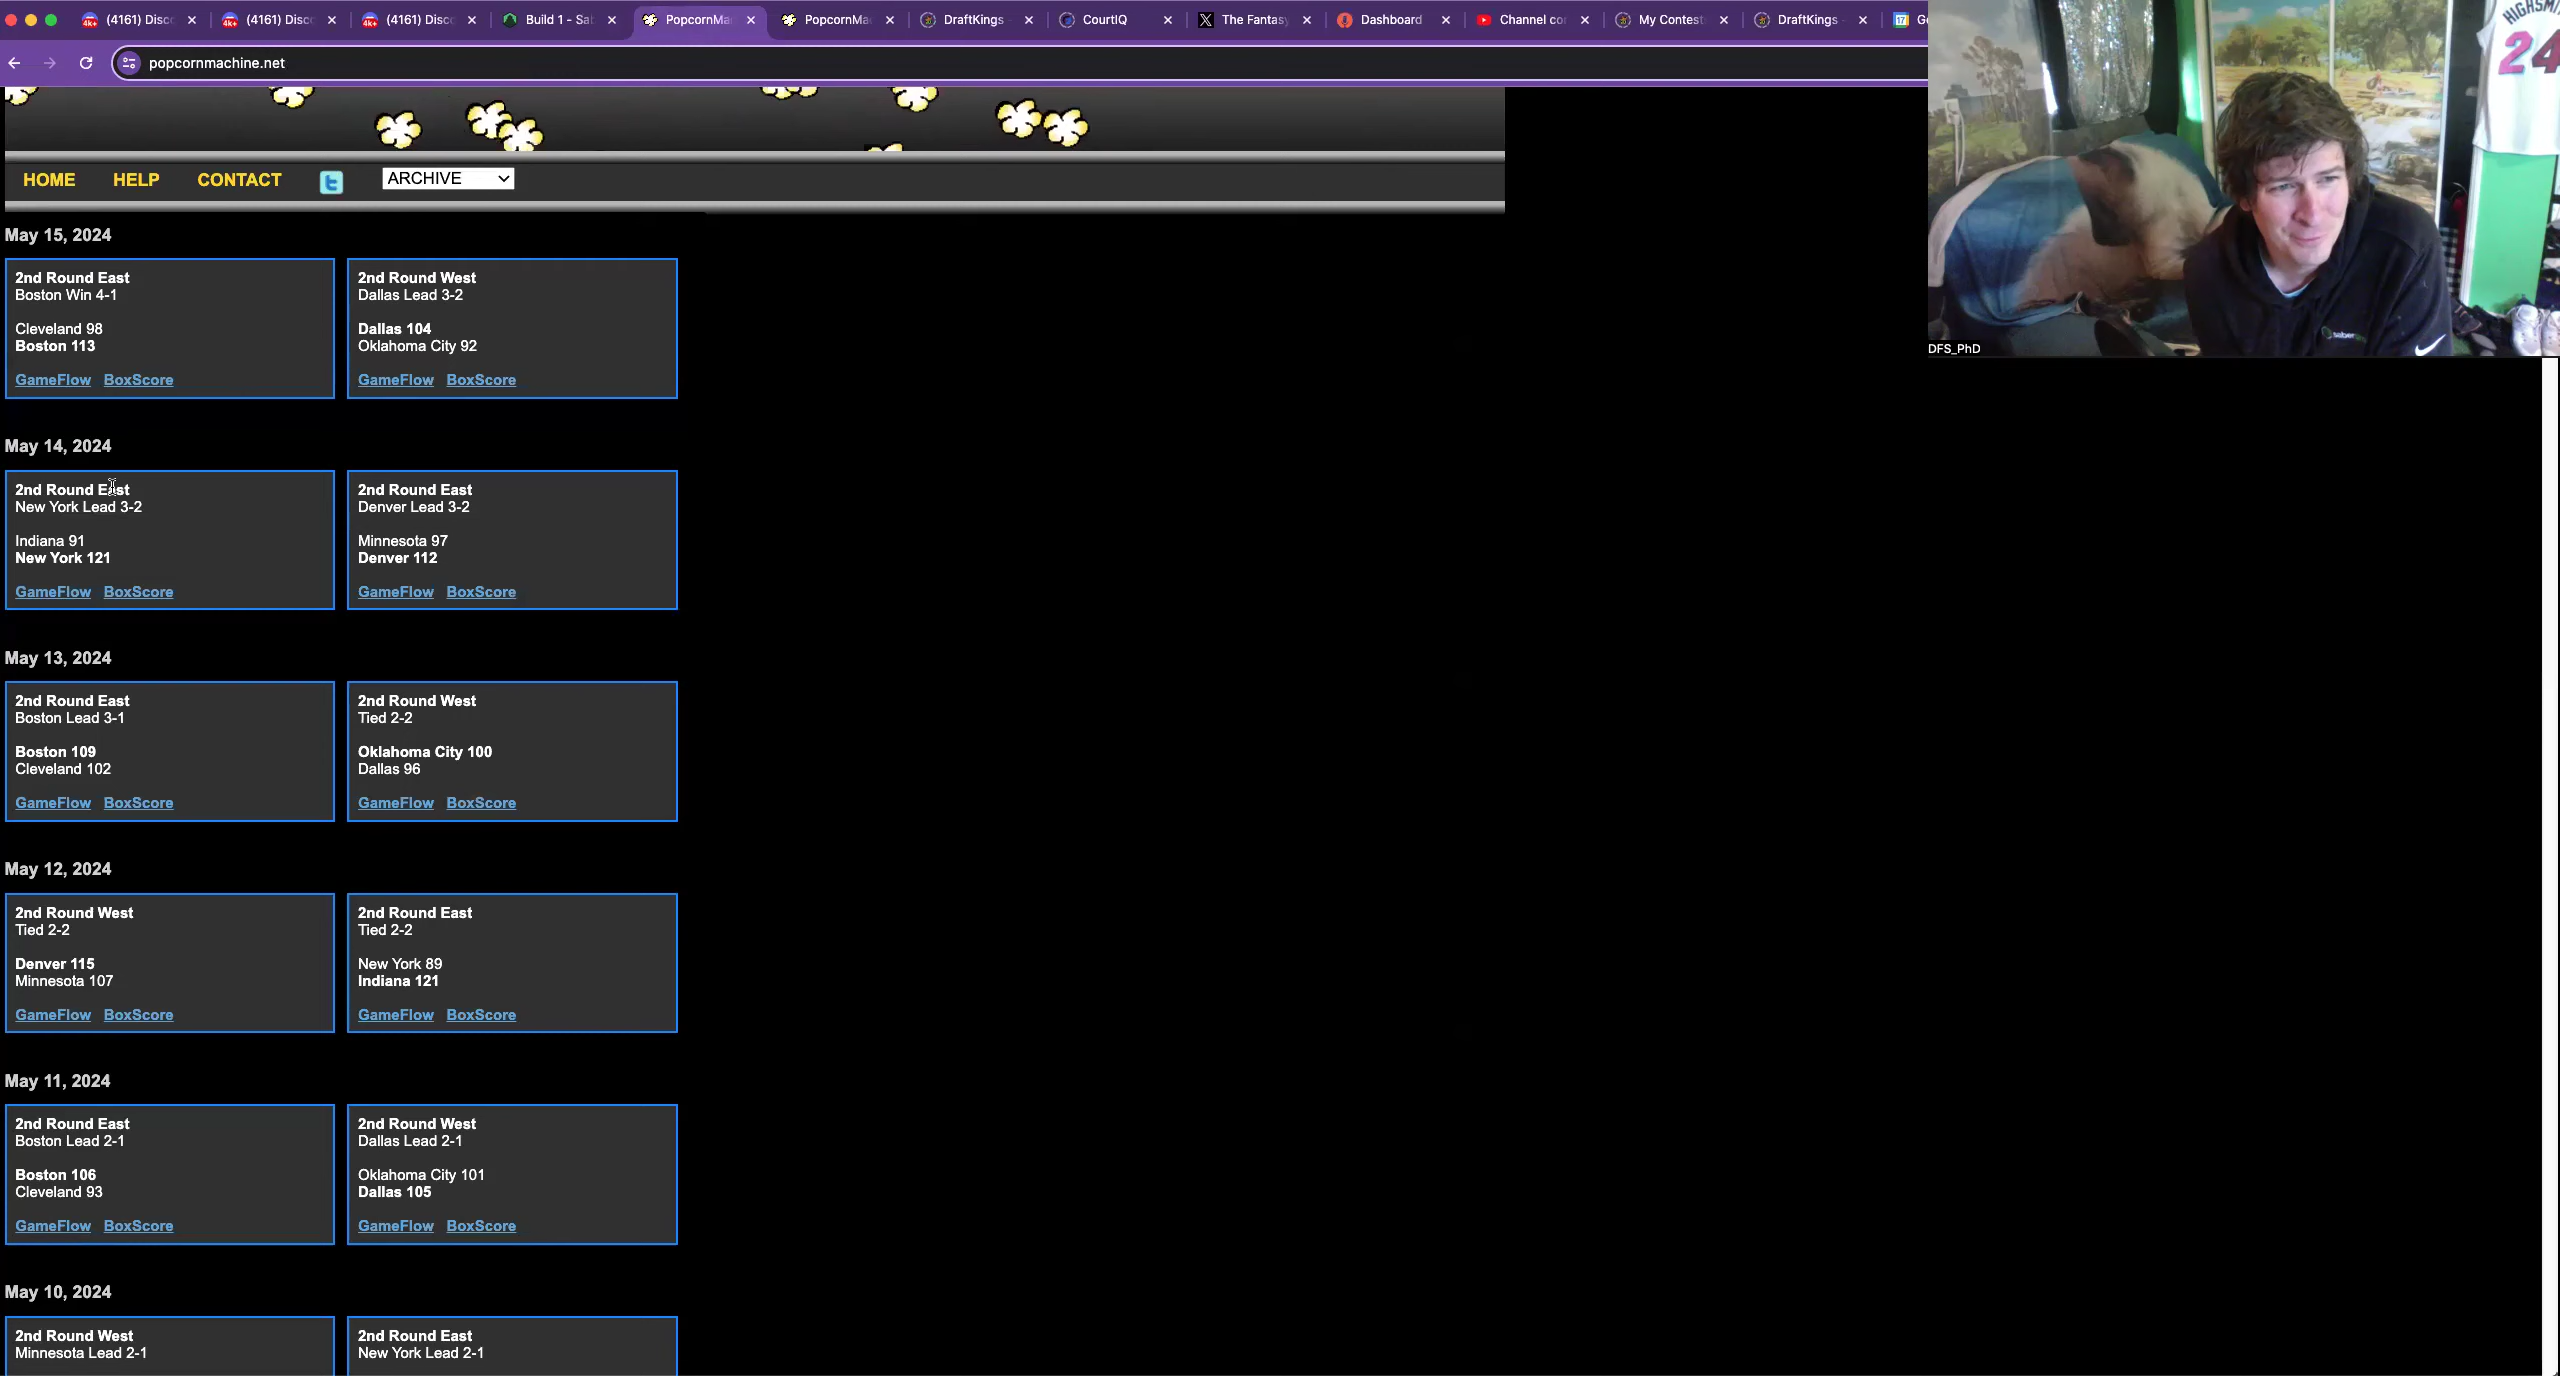 (4161) Disc
(4161) Disc
(4161) Disc
Build 1 - Sa
PopcornMa
PopcornMa
DraftKings
CourtIQ
The Fantasy
Dashboard
Channel co
My Contest
DraftKings
popcornmachine.net
HIGHSMI
24
HOME
HELP
CONTACT
ARCHIVE
DFS_PhD
May 15, 2024
2nd Round East
Boston Win 4-1
Cleveland 98
Boston 113
GameFlow BoxScore
2nd Round West
Dallas Lead 3-2
Dallas 104
Oklahoma City 92
GameFlow BoxScore
May 14, 2024
2nd Round East
New York Lead 3-2
Indiana 91
New York 121
GameFlow BoxScore
2nd Round East
Denver Lead 3-2
Minnesota 97
Denver 112
GameFlow BoxScore
May 13, 2024
2nd Round East
Boston Lead 3-1
Boston 109
Cleveland 102
GameFlow BoxScore
2nd Round West
Tied 2-2
Oklahoma City 100
Dallas 96
GameFlow BoxScore
May 12, 2024
2nd Round West
Tied 2-2
Denver 115
Minnesota 107
GameFlow BoxScore
2nd Round East
Tied 2-2
New York 89
Indiana 121
GameFlow BoxScore
May 11, 2024
2nd Round East
Boston Lead 2-1
Boston 106
Cleveland 93
GameFlow BoxScore
2nd Round West
Dallas Lead 2-1
Oklahoma City 101
Dallas 105
GameFlow BoxScore
May 10, 2024
2nd Round West
Minnesota Lead 2-1
2nd Round East
New York Lead 2-1